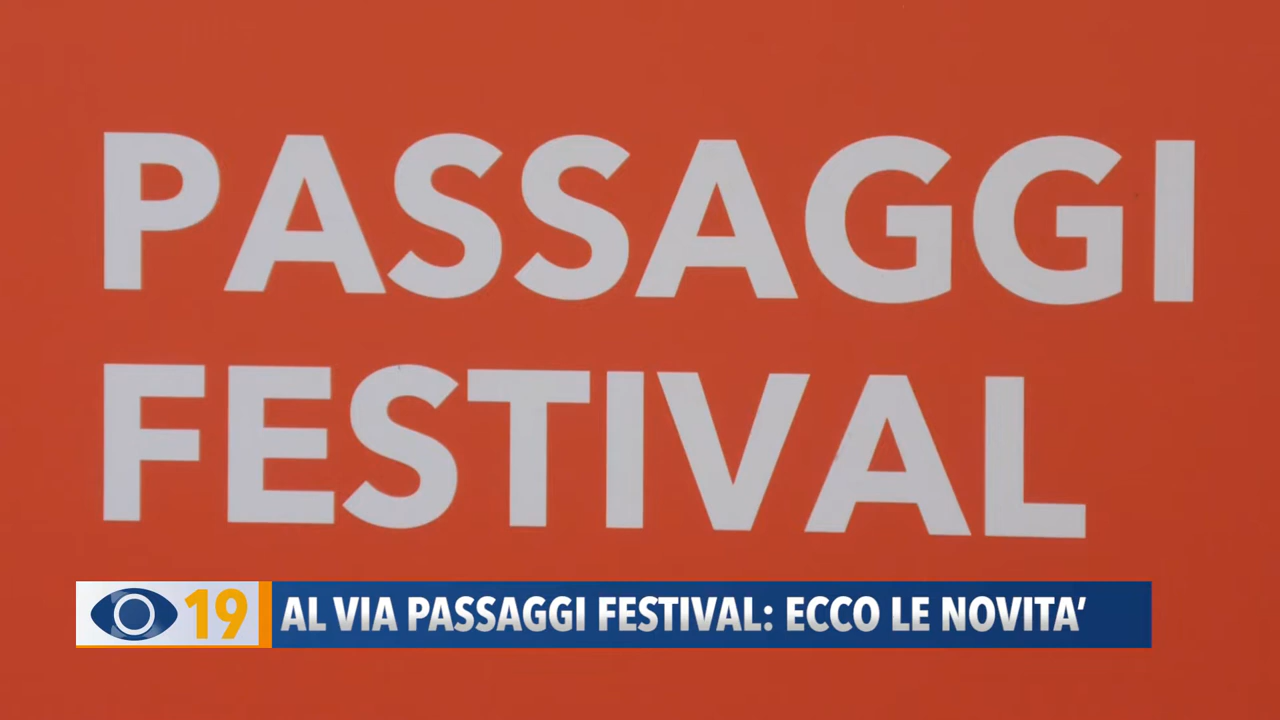 PASSAGGI
FESTIVAL
19 AL VIA PASSAGGI FESTIVAL: ECCO LE NOVITA'